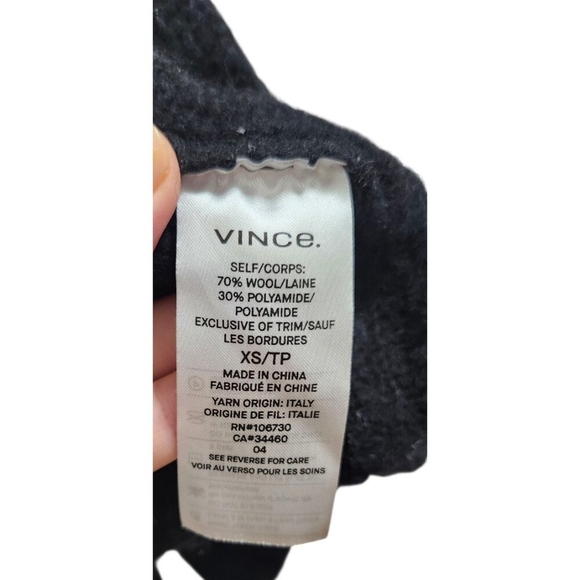 VINCE.
SELF/CORPS:
70% WOOL/LAINE
30% POLYAMIDE/
POLYAMIDE
EXCLUSIVE OF TRIM/SAUF
LES BORDURES
XS/TP
MADE IN CHINA
FABRIQUÉ EN CHINE
YARN ORIGIN: ITALY
ORIGINE DE FIL: ITALIE
RN#106730
CA#34460
04
SEE REVERSE FOR CARE
VOIR AU VERSO POUR LES SOINS